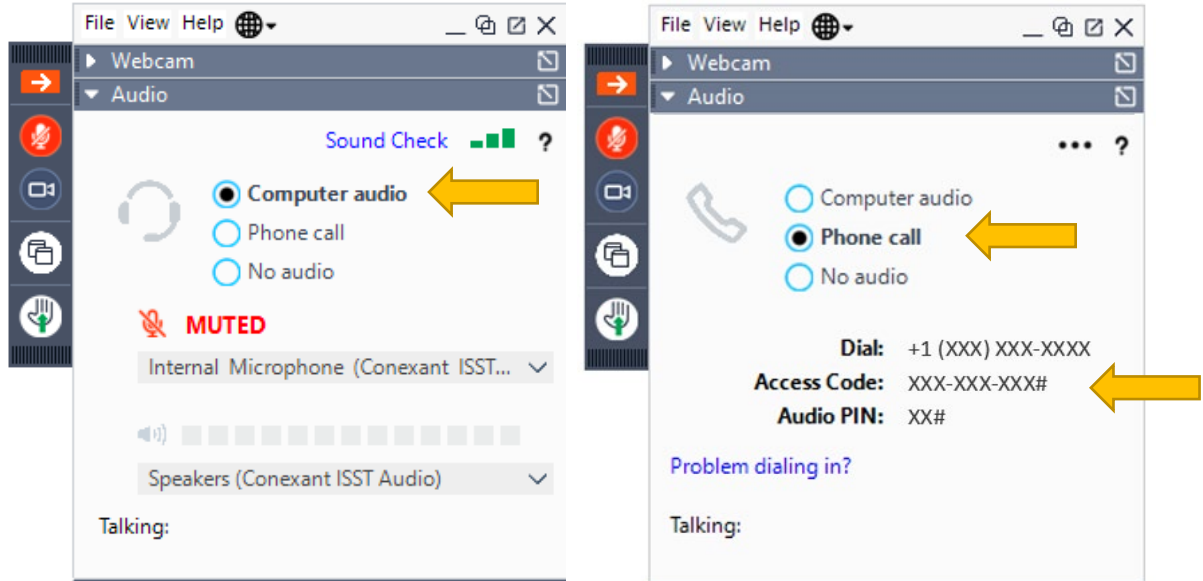 File View Help
Webcam
Audio
Sound Check ?
Computer audio
Phone call
No audio
MUTED
Internal Microphone (Conexant ISST...
Speakers (Conexant ISST Audio)
Talking:
File View Help
Webcam
Audio
... ?
Computer audio
Phone call
No audio
Dial: +1 (XXX) XXX-XXXX
Access Code: XXX-XXX-XXX#
Audio PIN: XX#
Problem dialing in?
Talking: